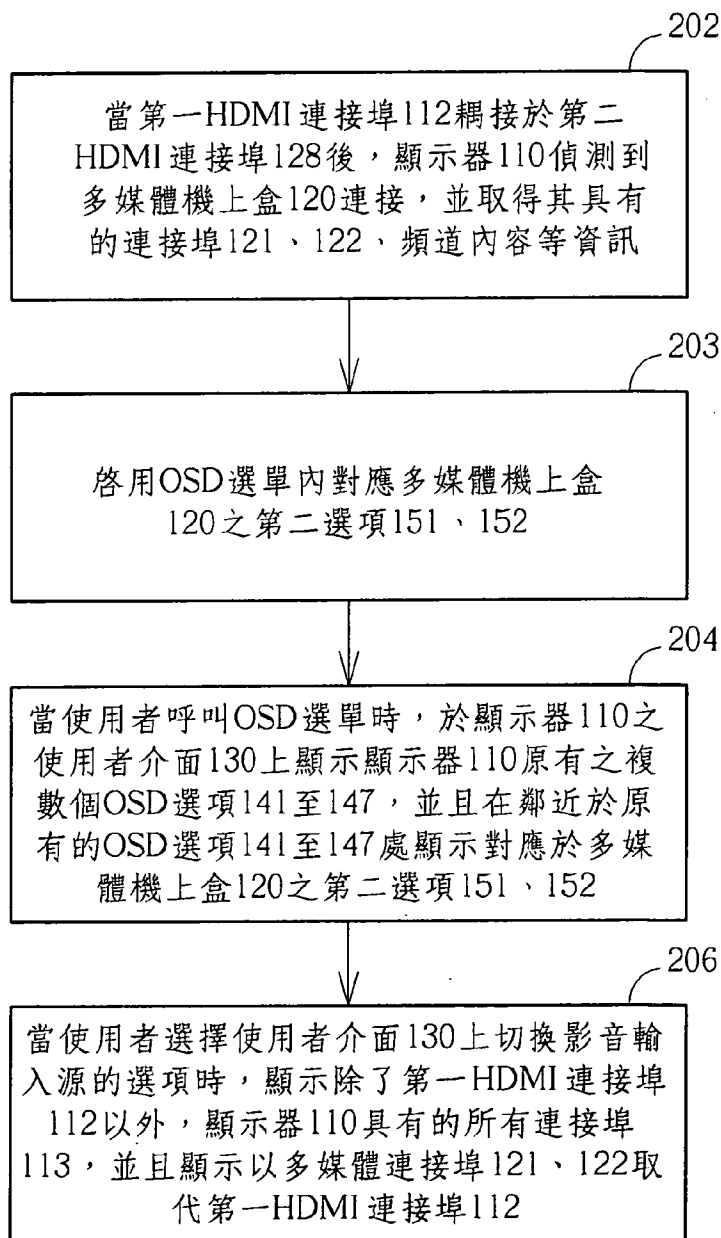 202
當第一HDMI連接埠112耦接於第二
HDMI連接埠128後，顯示器110偵測到
多媒體機上盒120連接，並取得其具有
的連接埠121、122、頻道內容等資訊
203
啓用OSD選單內對應多媒體機上盒
120之第二選項151、152
204
當使用者呼叫OSD選單時，於顯示器110之
使用者介面130上顯示顯示器110原有之複
數個OSD選項141至147，並且在鄰近於原
有的OSD選項141至147處顯示對應於多媒
體機上盒120之第二選項151、152
206
當使用者選擇使用者介面130上切換影音輸
入源的選項時，顯示除了第一HDMI連接埠
112以外，顯示器110具有的所有連接埠
113，並且顯示以多媒體連接埠121、122取
代第一HDMI連接埠112